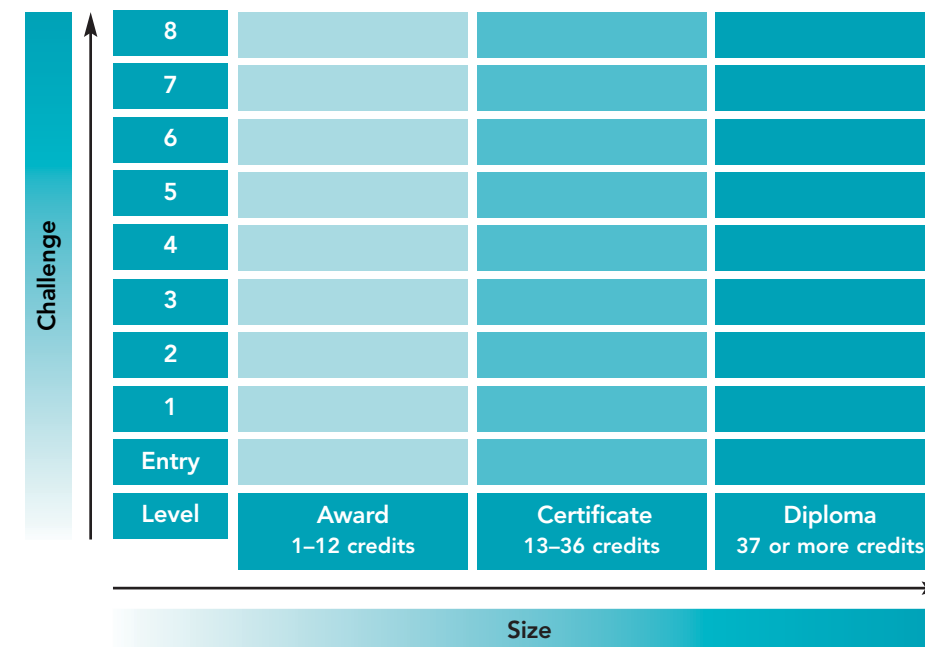 Challenge
8
7
6
5
4
3
2
1
Entry
Level
Award
1–12 credits
Certificate
13–36 credits
Diploma
37 or more credits
Size